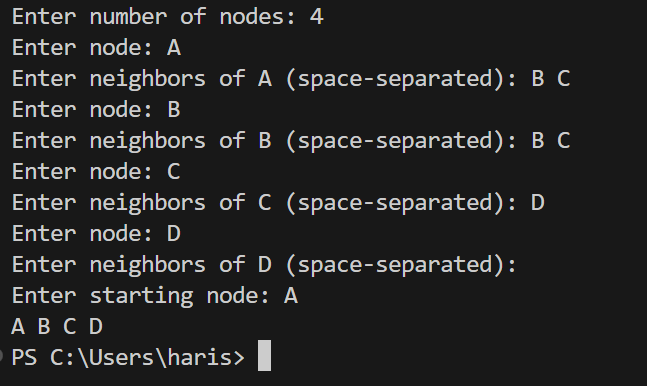 Enter number of nodes: 4
Enter node: A
Enter neighbors of A (space-separated): B C
Enter node: B
Enter neighbors of B (space-separated): B C
Enter node: C
Enter neighbors of C (space-separated): D
Enter node: D
Enter neighbors of D (space-separated):
Enter starting node: A
A B C D
PS C:\Users\haris>